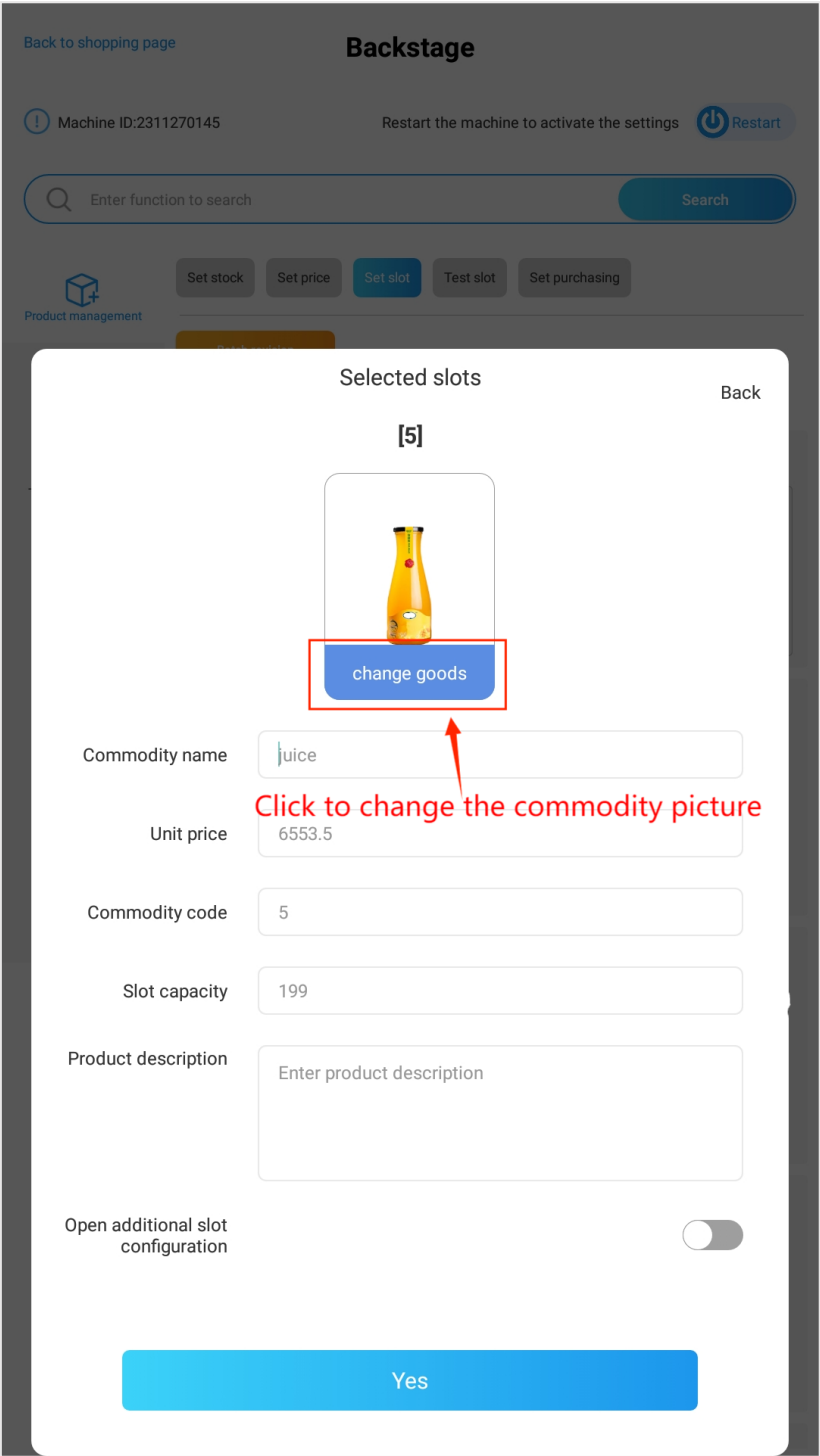 Back to shopping page
Backstage
Machine ID:2311270145
Restart the machine to activate the settings
Restart
Enter function to search
Search
Set stock
Set price
Set slot
Test slot
Set purchasing
Product management
Batch revision
Selected slots
Back
[5]
change goods
Commodity name
juice
Click to change the commodity picture
Unit price
6553.5
Commodity code
5
Slot capacity
199
Product description
Enter product description
Open additional slot
configuration
Yes